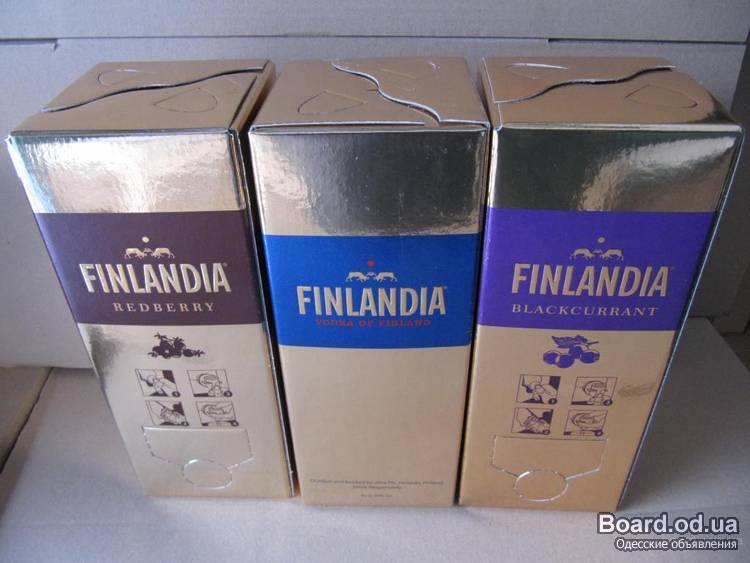 FINLANDIA
REDBERRY
FINLANDIA
VODKA OF FINLAND
FINLANDIA
BLACKCURRANT
Board.od.ua
Одесские объявления